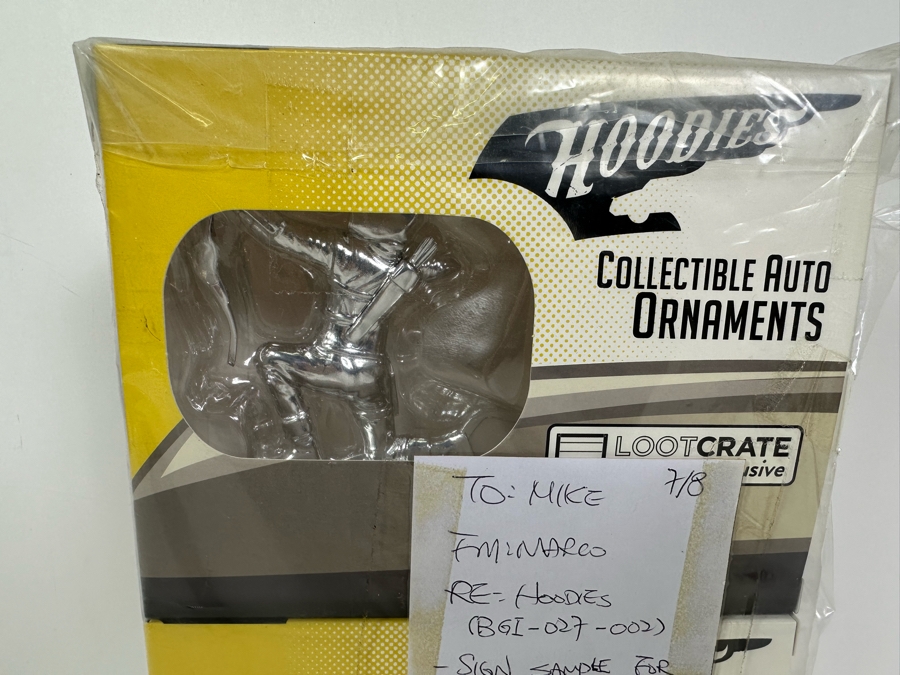 HOODIES
COLLECTIBLE AUTO
ORNAMENTS
LOOTCRATE
usive
TO: MIKE 7/8
FM: MARCO
RE: HOODIES
(BGI-027-002)
- SIGN SAMPLE FOR